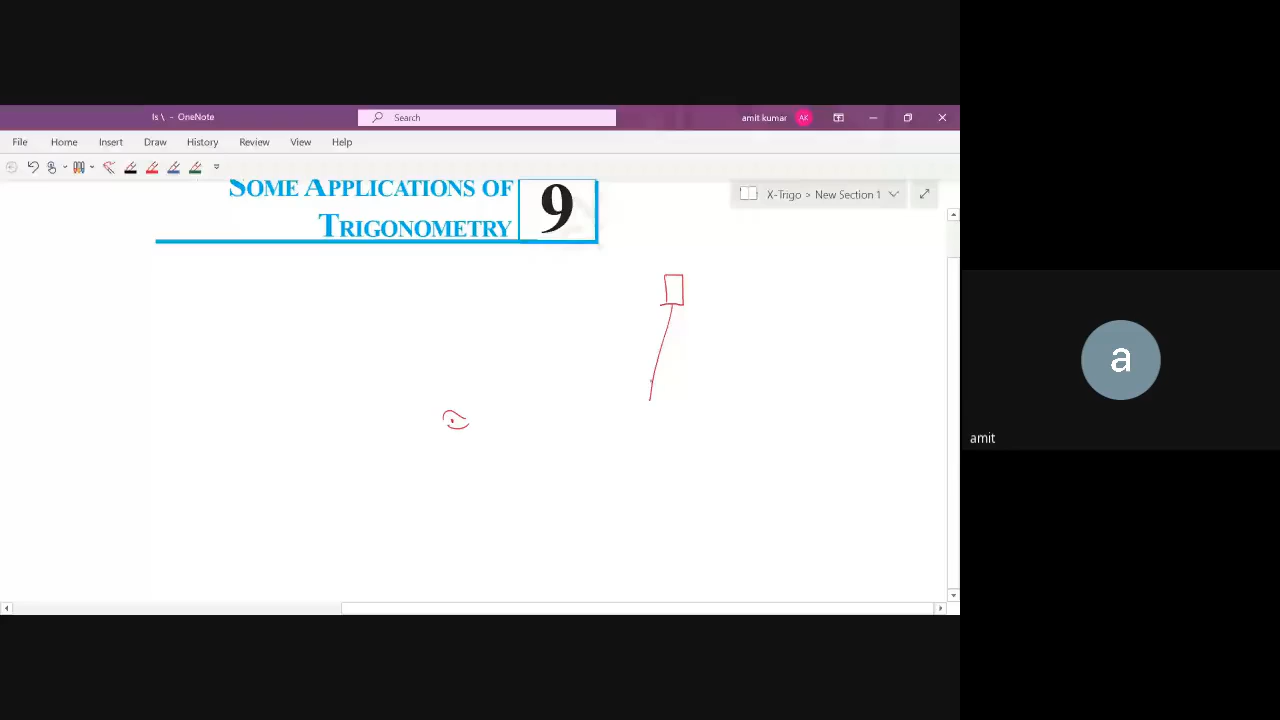 Is \ - OneNote
Search
amit kumar
AK
File Home Insert Draw History Review View Help
SOME APPLICATIONS OF
TRIGONOMETRY
9
X-Trigo > New Section 1
a
amit